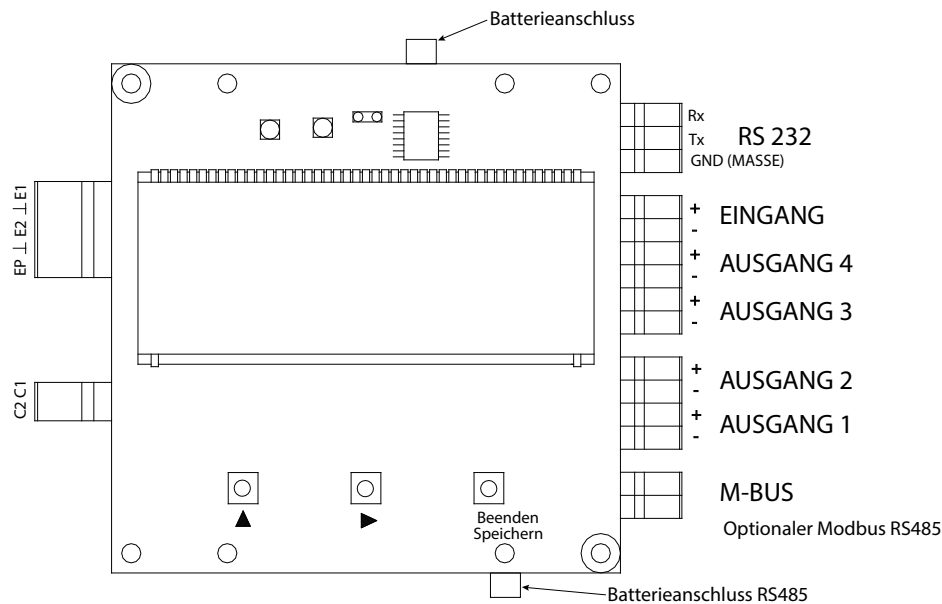 Batterieanschluss
Rx
Tx
RS 232
GND (MASSE)
EP ⊥ E2 ⊥ E1
+
EINGANG
-
+
AUSGANG 4
-
+
AUSGANG 3
-
C2 C1
+
AUSGANG 2
-
+
AUSGANG 1
-
M-BUS
Optionaler Modbus RS485
Beenden
Speichern
Batterieanschluss RS485